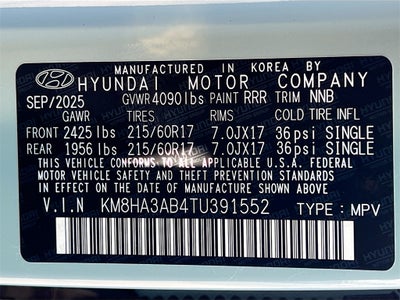 MANUFACTURED IN KOREA BY
HYUNDAI MOTOR COMPANY
SEP/2025 GVWR 4090 lbs PAINT RRR TRIM NNB
GAWR TIRES RIMS COLD TIRE INFL
FRONT 2425 lbs 215/60R17 7.0JX17 36psi SINGLE
REAR 1956 lbs 215/60R17 7.0JX17 36psi SINGLE
THIS VEHICLE CONFORMS TO ALL APPLICABLE U.S.A. FEDERAL
MOTOR VEHICLE SAFETY AND THEFT PREVENTION STANDARDS
IN EFFECT ON THE DATE OF MANUFACTURE SHOWN ABOVE.
V.I.N KM8HA3AB4TU391552 TYPE : MPV